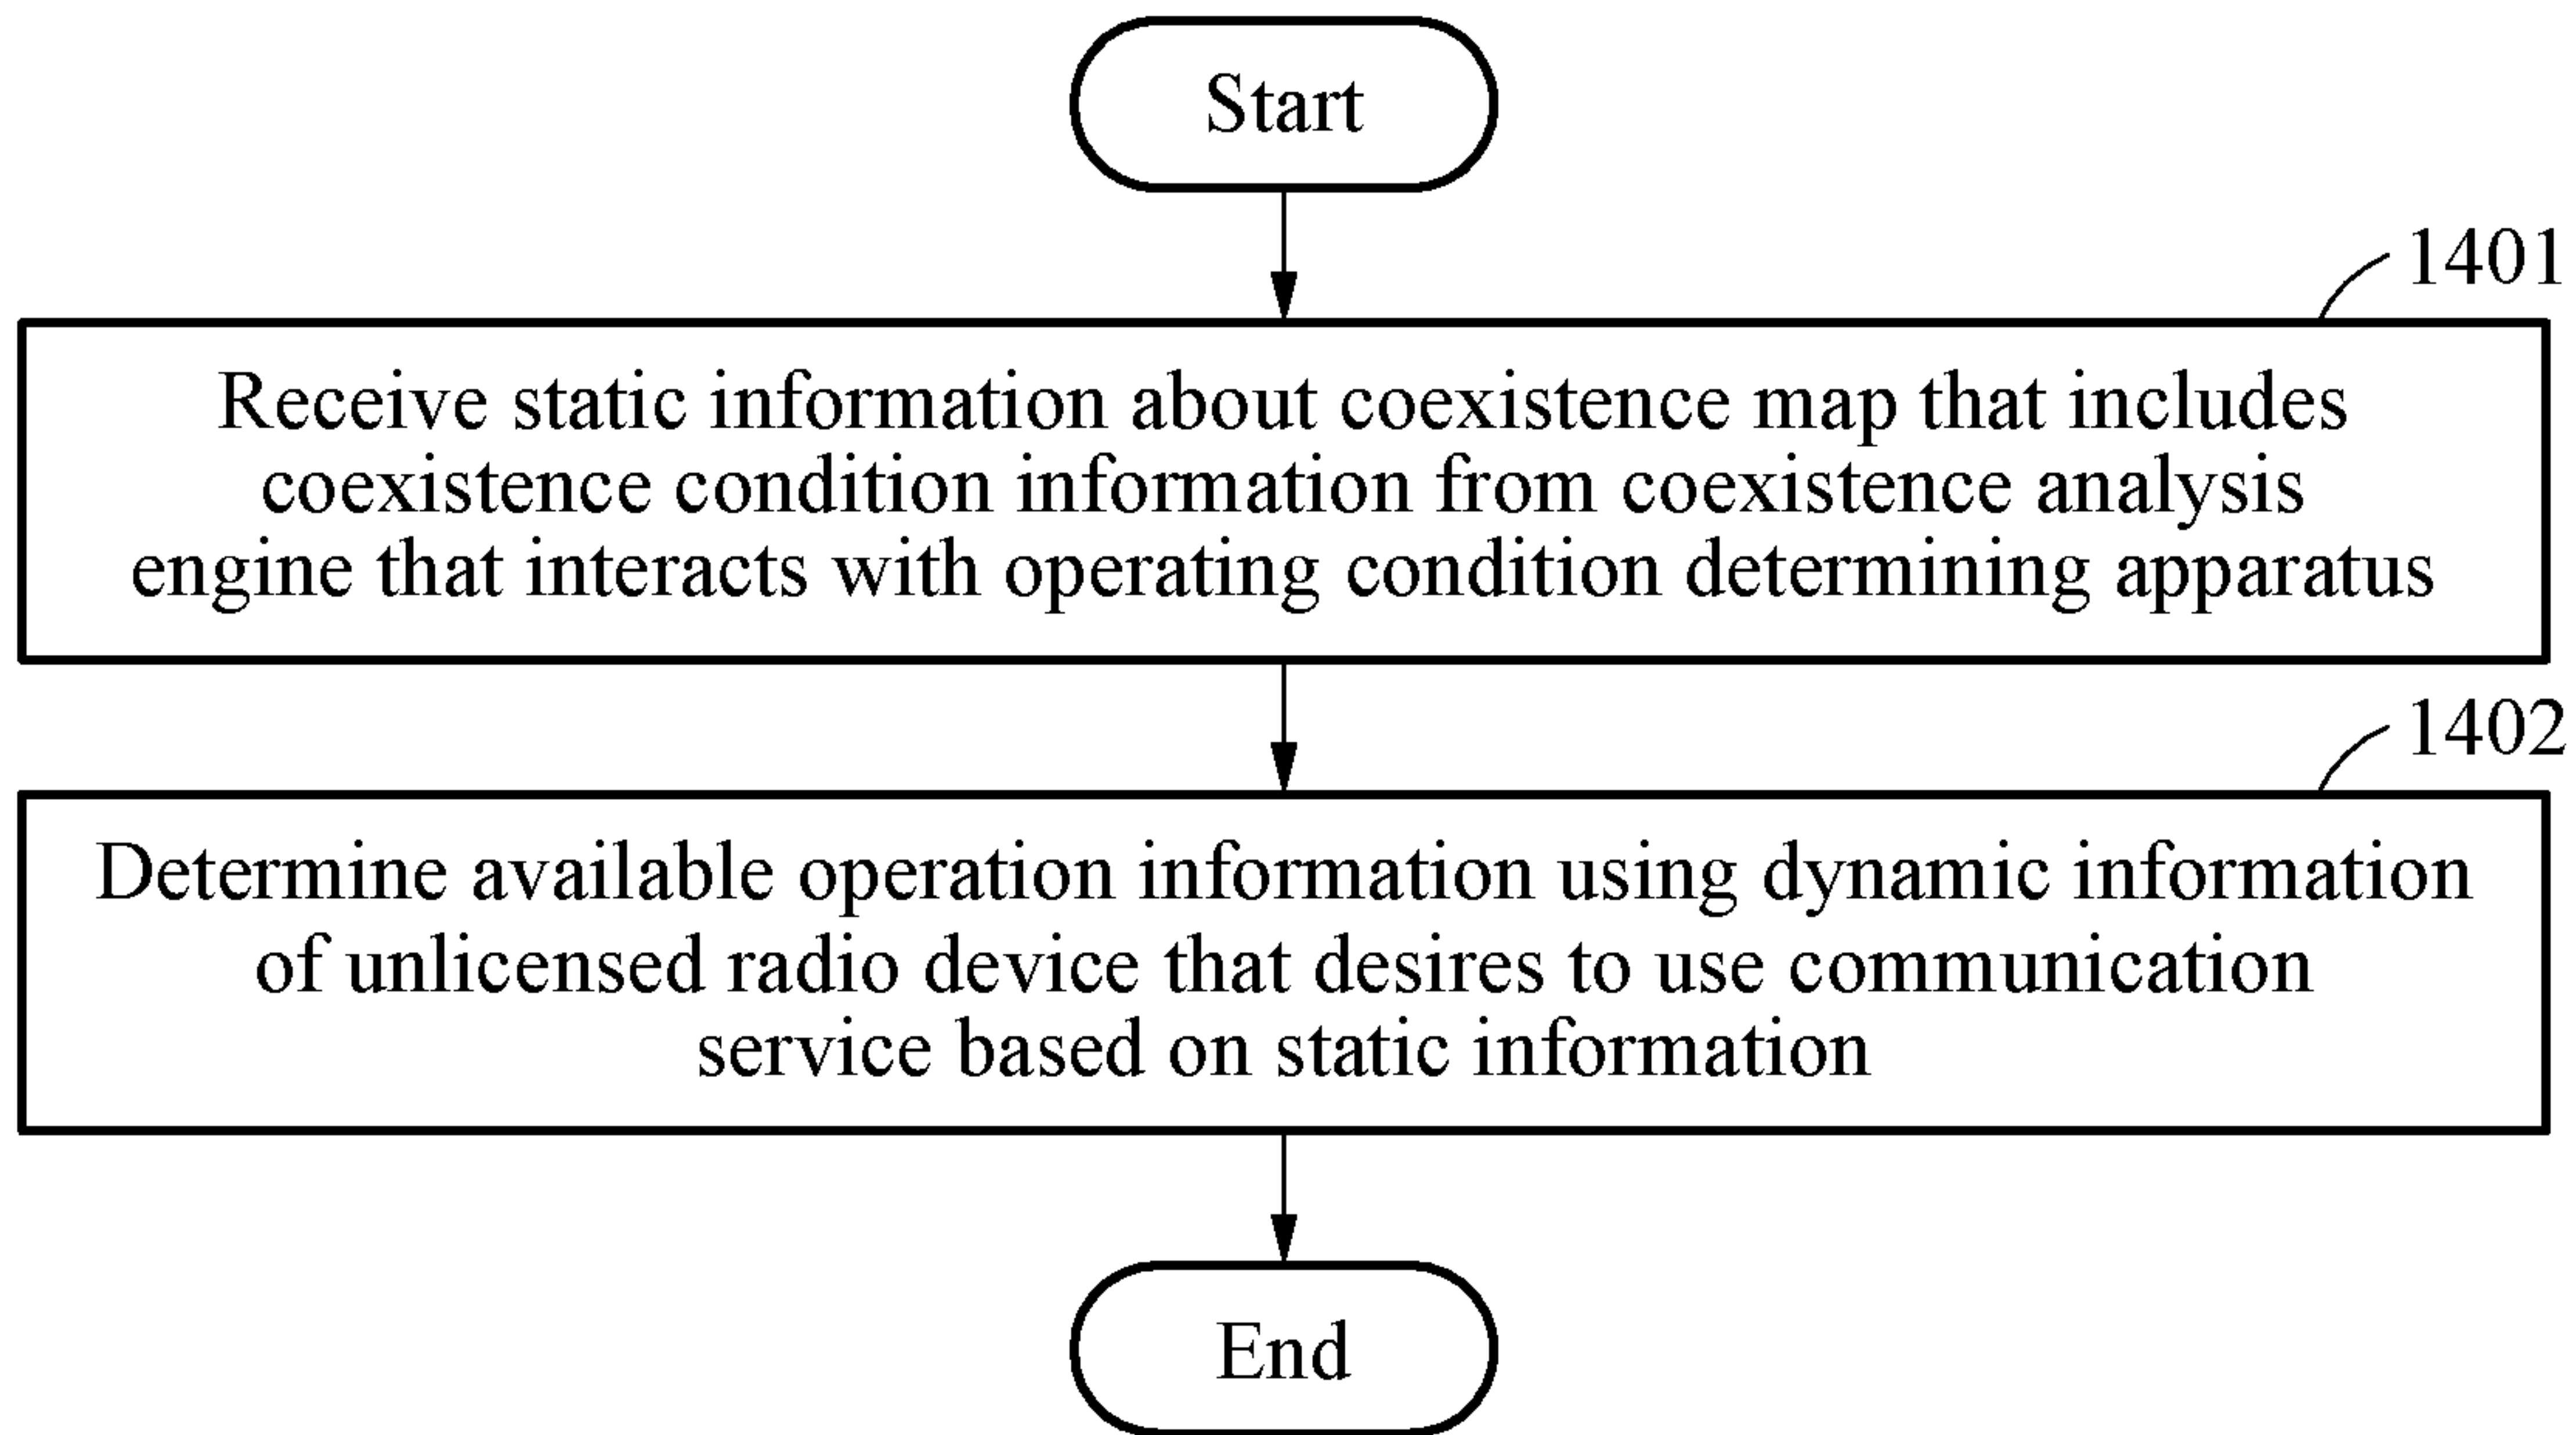 Start
1401
Receive static information about coexistence map that includes
coexistence condition information from coexistence analysis
engine that interacts with operating condition determining apparatus
1402
Determine available operation information using dynamic information
of unlicensed radio device that desires to use communication
service based on static information
End